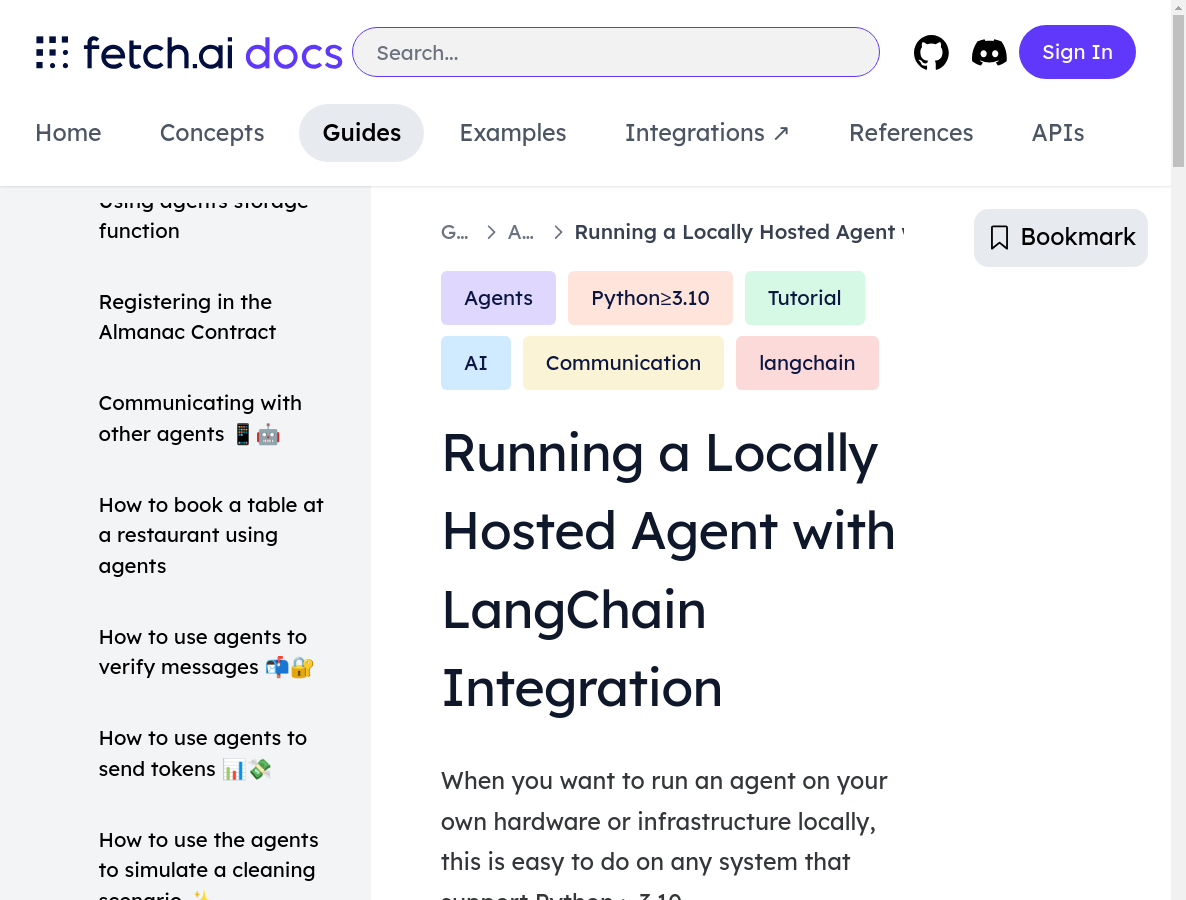 fetch.ai docs
Search...
Sign In
Home
Concepts
Guides
Examples
Integrations ↗
References
APIs
Using agents storage
function
Registering in the
Almanac Contract
Communicating with
other agents 📱🤖
How to book a table at
a restaurant using
agents
How to use agents to
verify messages 📬🔐
How to use agents to
send tokens 📊💸
How to use the agents
to simulate a cleaning
scenario ✨
G... > A... > Running a Locally Hosted Agent
Bookmark
Agents
Python≥3.10
Tutorial
AI
Communication
langchain
Running a Locally
Hosted Agent with
LangChain
Integration
When you want to run an agent on your
own hardware or infrastructure locally,
this is easy to do on any system that
support Python ≥ 3.10